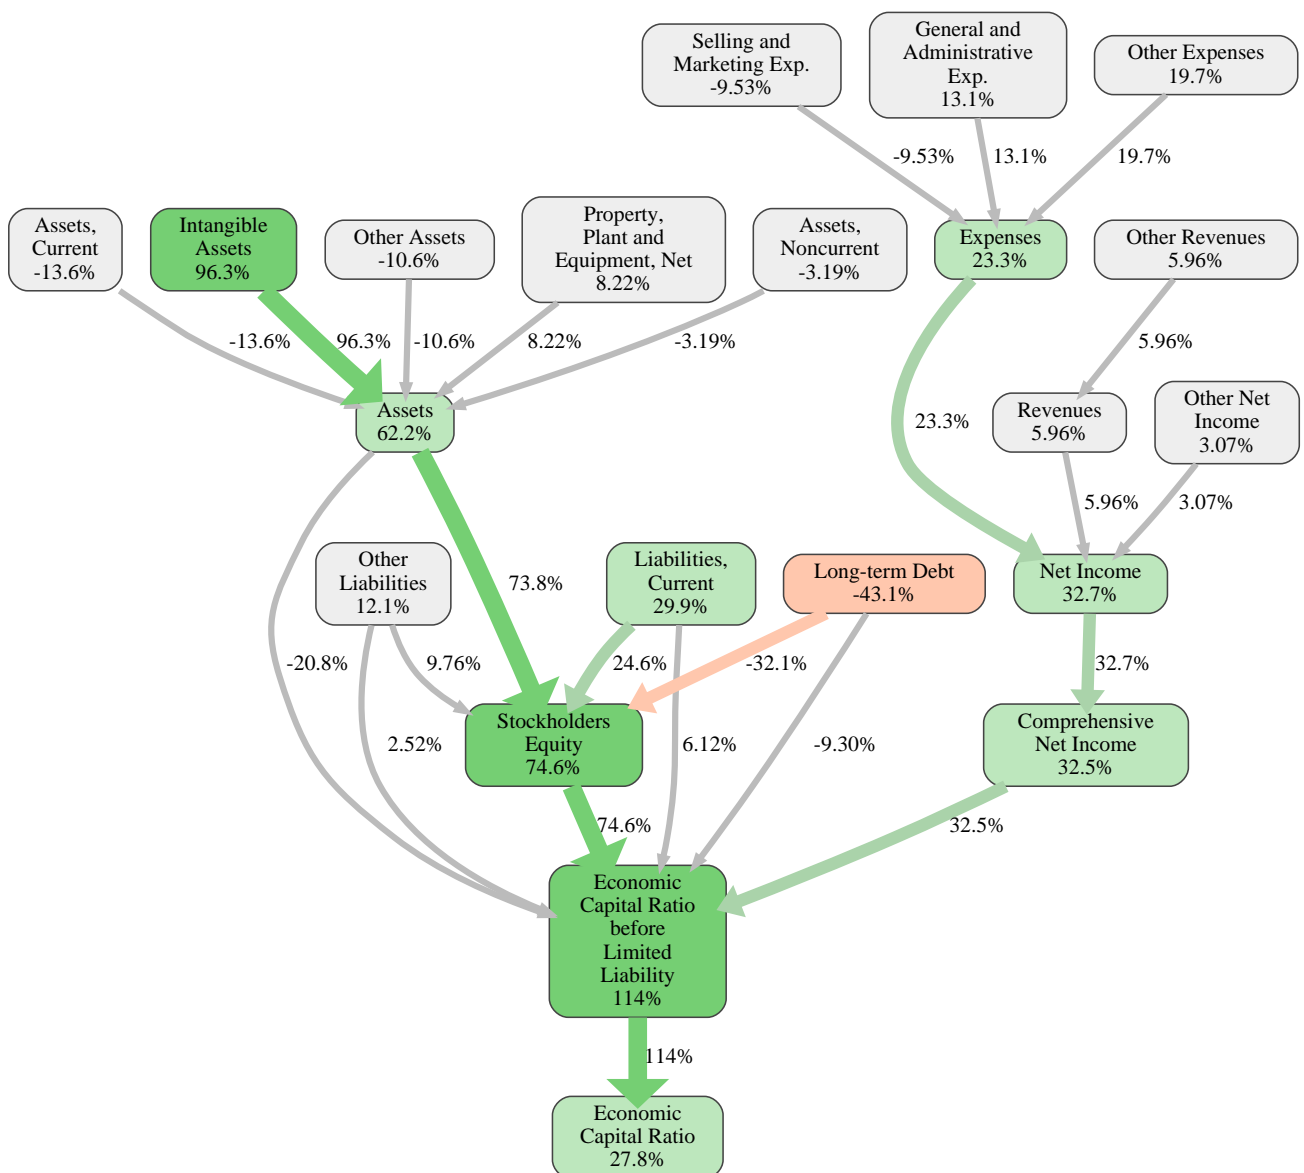 Selling and
Marketing Exp.
-9.53%
General and
Administrative
Exp.
13.1%
Other Expenses
19.7%
-9.53%
13.1%
19.7%
Assets,
Current
-13.6%
Intangible
Assets
96.3%
Other Assets
-10.6%
Property,
Plant and
Equipment, Net
8.22%
Assets,
Noncurrent
-3.19%
Expenses
23.3%
Other Revenues
5.96%
-13.6%
96.3%
-10.6%
8.22%
-3.19%
5.96%
Assets
62.2%
23.3%
Revenues
5.96%
Other Net
Income
3.07%
5.96%
3.07%
Other
Liabilities
12.1%
73.8%
Liabilities,
Current
29.9%
Long-term Debt
-43.1%
Net Income
32.7%
-20.8%
9.76%
24.6%
-32.1%
32.7%
2.52%
Stockholders
Equity
74.6%
6.12%
-9.30%
Comprehensive
Net Income
32.5%
74.6%
32.5%
Economic
Capital Ratio
before
Limited
Liability
114%
114%
Economic
Capital Ratio
27.8%